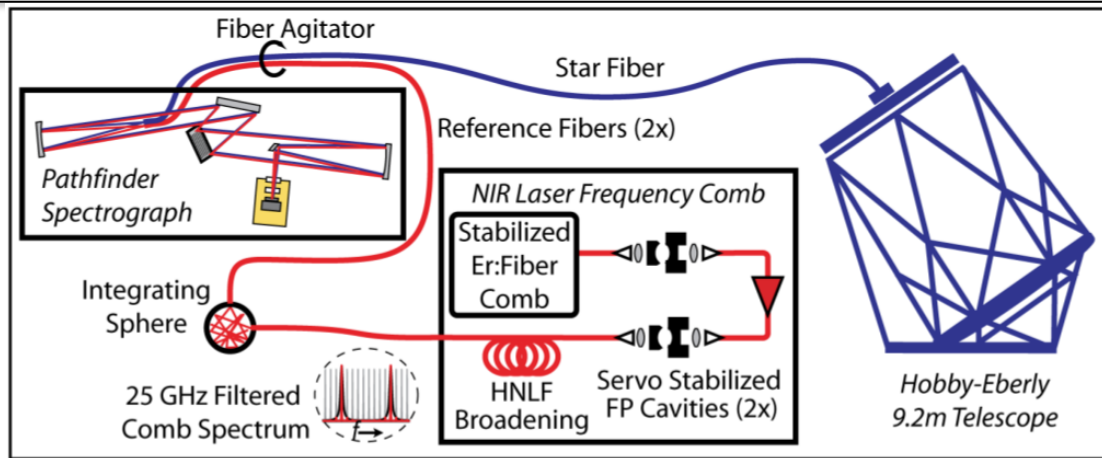 Fiber Agitator
Star Fiber
Reference Fibers (2x)
Pathfinder
Spectrograph
NIR Laser Frequency Comb
Stabilized
Er:Fiber
Comb
Integrating
Sphere
25 GHz Filtered
Comb Spectrum
f
HNLF
Broadening
Servo Stabilized
FP Cavities (2x)
Hobby-Eberly
9.2m Telescope